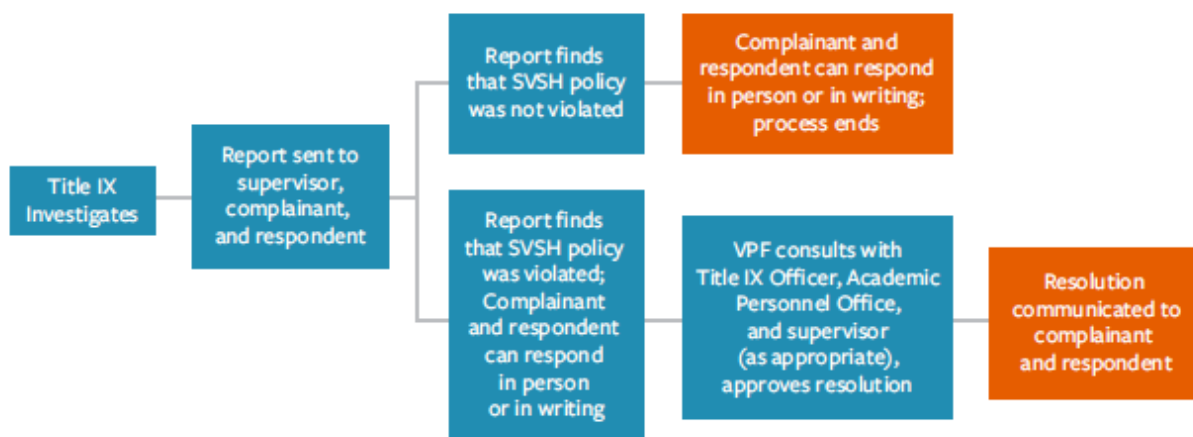 Title IX
Investigates
Report sent to
supervisor,
complainant,
and respondent
Report finds
that SVSH policy
was not violated
Complainant and
respondent can respond
in person or in writing;
process ends
Report finds
that SVSH policy
was violated;
Complainant
and respondent
can respond
in person
or in writing
VPF consults with
Title IX Officer, Academic
Personnel Office,
and supervisor
(as appropriate),
approves resolution
Resolution
communicated to
complainant
and respondent